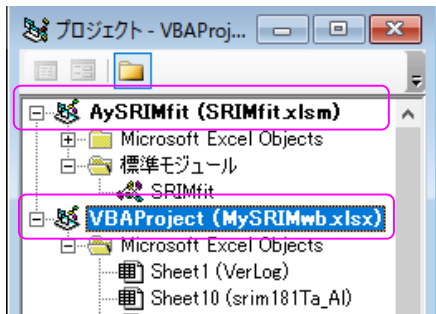 プロジェクト - VBAProj...
AySRIMfit (SRIMfit.xlsm)
Microsoft Excel Objects
標準モジュール
SRIMfit
VBAProject (MySRIMwb.xlsx)
Microsoft Excel Objects
Sheet1 (VerLog)
Sheet10 (srim181Ta_Al)